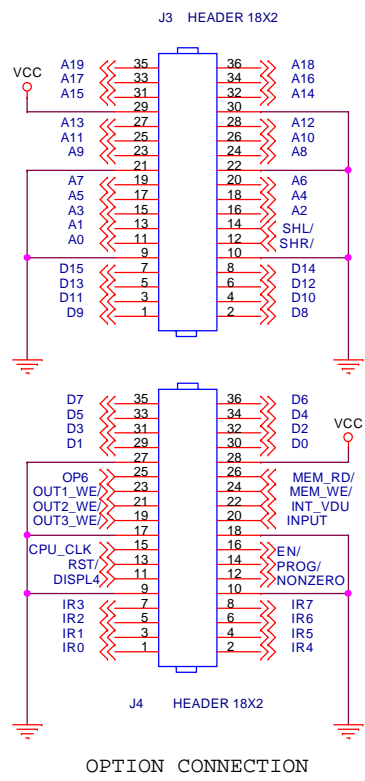 J3 HEADER 18X2
A19 35 36 A18
VCC A17 33 34 A16
A15 31 32 A14
29 30
A13 27 28 A12
A11 25 26 A10
A9 23 24 A8
21 22
A7 19 20 A6
A5 17 18 A4
A3 15 16 A2
A1 13 14 SHL/
A0 11 12 SHR/
9 10
D15 7 8 D14
D13 5 6 D12
D11 3 4 D10
D9 1 2 D8
D7 35 36 D6
D5 33 34 D4
D3 31 32 D2 VCC
D1 29 30 D0
27 28
OP6 25 26 MEM_RD/
OUT1_WE/ 23 24 MEM_WE/
OUT2_WE/ 21 22 INT_VDU
OUT3_WE/ 19 20 INPUT
17 18
CPU_CLK 15 16 EN/
RST/ 13 14 PROG/
DISPL4 11 12 NONZERO
9 10
IR3 7 8 IR7
IR2 5 6 IR6
IR1 3 4 IR5
IR0 1 2 IR4
J4 HEADER 18X2
OPTION CONNECTION